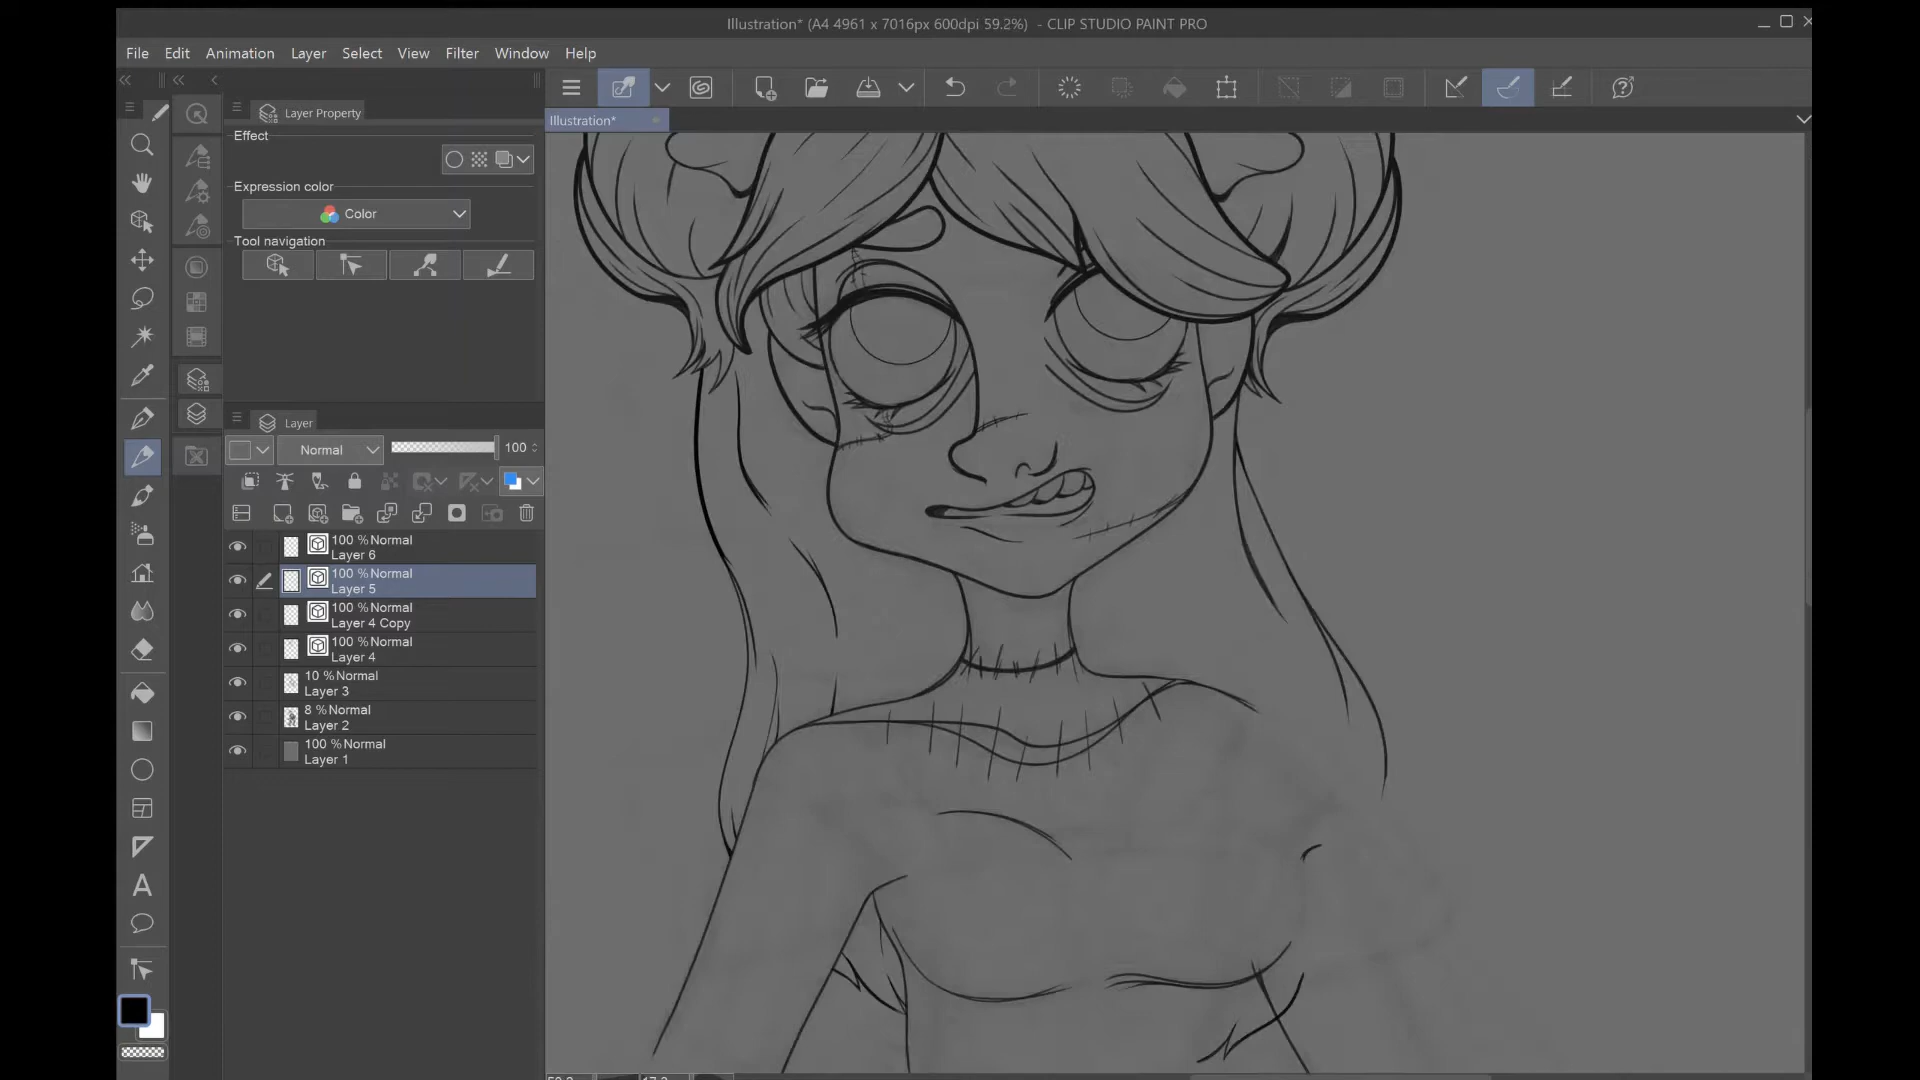 Illustration* (A4 4961 x 7016px 600dpi 59.2%) - CLIP STUDIO PAINT PRO
File Edit Animation Layer Select View Filter Window Help
Illustration*
Layer Property
Effect
Expression color
Color
Tool navigation
Layer
Normal 100
100 %Normal
Layer 6
100 %Normal
Layer 5
100 %Normal
Layer 4 Copy
100 %Normal
Layer 4
10 %Normal
Layer 3
8 %Normal
Layer 2
100 %Normal
Layer 1